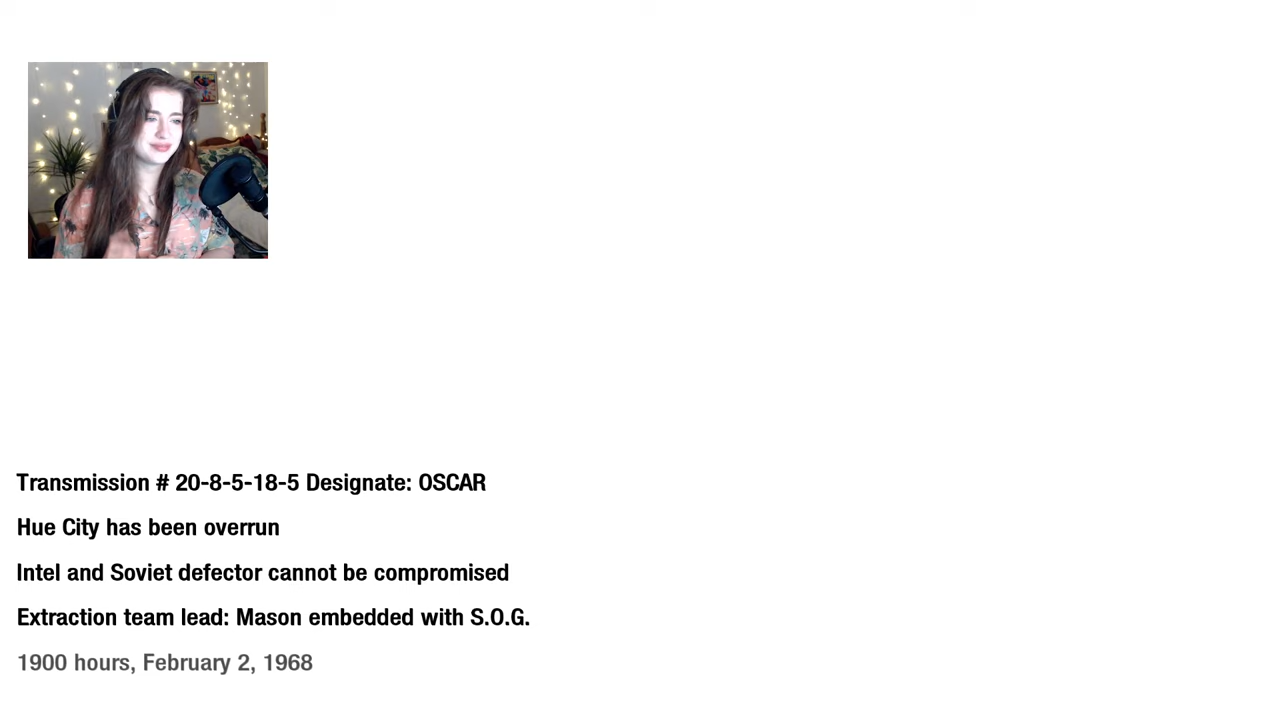 Transmission # 20-8-5-18-5 Designate: OSCAR
Hue City has been overrun
Intel and Soviet defector cannot be compromised
Extraction team lead: Mason embedded with S.O.G.
1900 hours, February 2, 1968